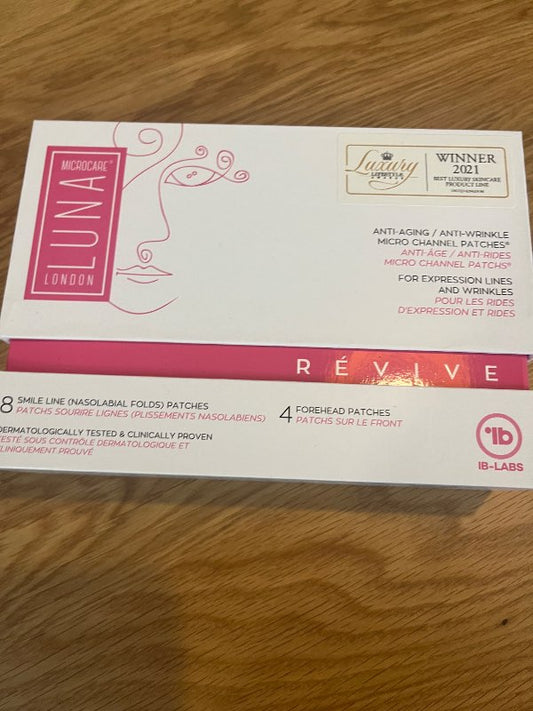 MICROCARE®
LUNA
LONDON
Luxury
WINNER
2021
BEST LUXURY SKINCARE
PRODUCT LINE
ANTI-AGING / ANTI-WRINKLE
MICRO CHANNEL PATCHES®
ANTI-ÂGE / ANTI-RIDES
MICRO CHANNEL PATCHS®
FOR EXPRESSION LINES
AND WRINKLES
POUR LES RIDES
D'EXPRESSION ET RIDES
RÉVIVE
8 SMILE LINE (NASOLABIAL FOLDS) PATCHES
PATCHS SOURIRE LIGNES (PLISSEMENTS NASOLABIENS)
4 FOREHEAD PATCHES
PATCHS SUR LE FRONT
DERMATOLOGICALLY TESTED & CLINICALLY PROVEN
TESTÉ SOUS CONTRÔLE DERMATOLOGIQUE ET
CLINIQUEMENT PROUVÉ
ib
IB-LABS